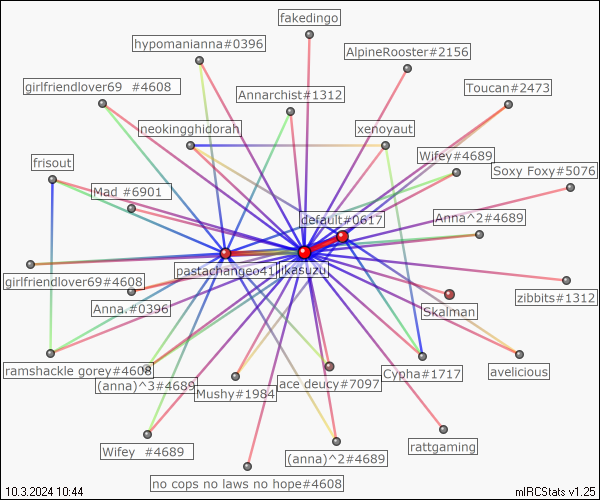 fakedingo
hypomanianna#0396
AlpineRooster#2156
girlfriendlover69 #4608
Annarchist#1312
Toucan#2473
neokingghidorah
xenoyaut
Wifey#4689
frisout
Soxy Foxy#5076
Mad #6901
default#0617
Anna^2#4689
pastachangeo41
likasuzu
girlfriendlover69#4608
Anna.#0396
Skalman
zibbits#1312
ramshackle gorey#4608
(anna)^3#4689
Mushy#1984
ace deucy#7097
Cypha#1717
avelicious
Wifey #4689
(anna)^2#4689
rattgaming
no cops no laws no hope#4608
10.3.2024 10:44
mIRCStats v1.25